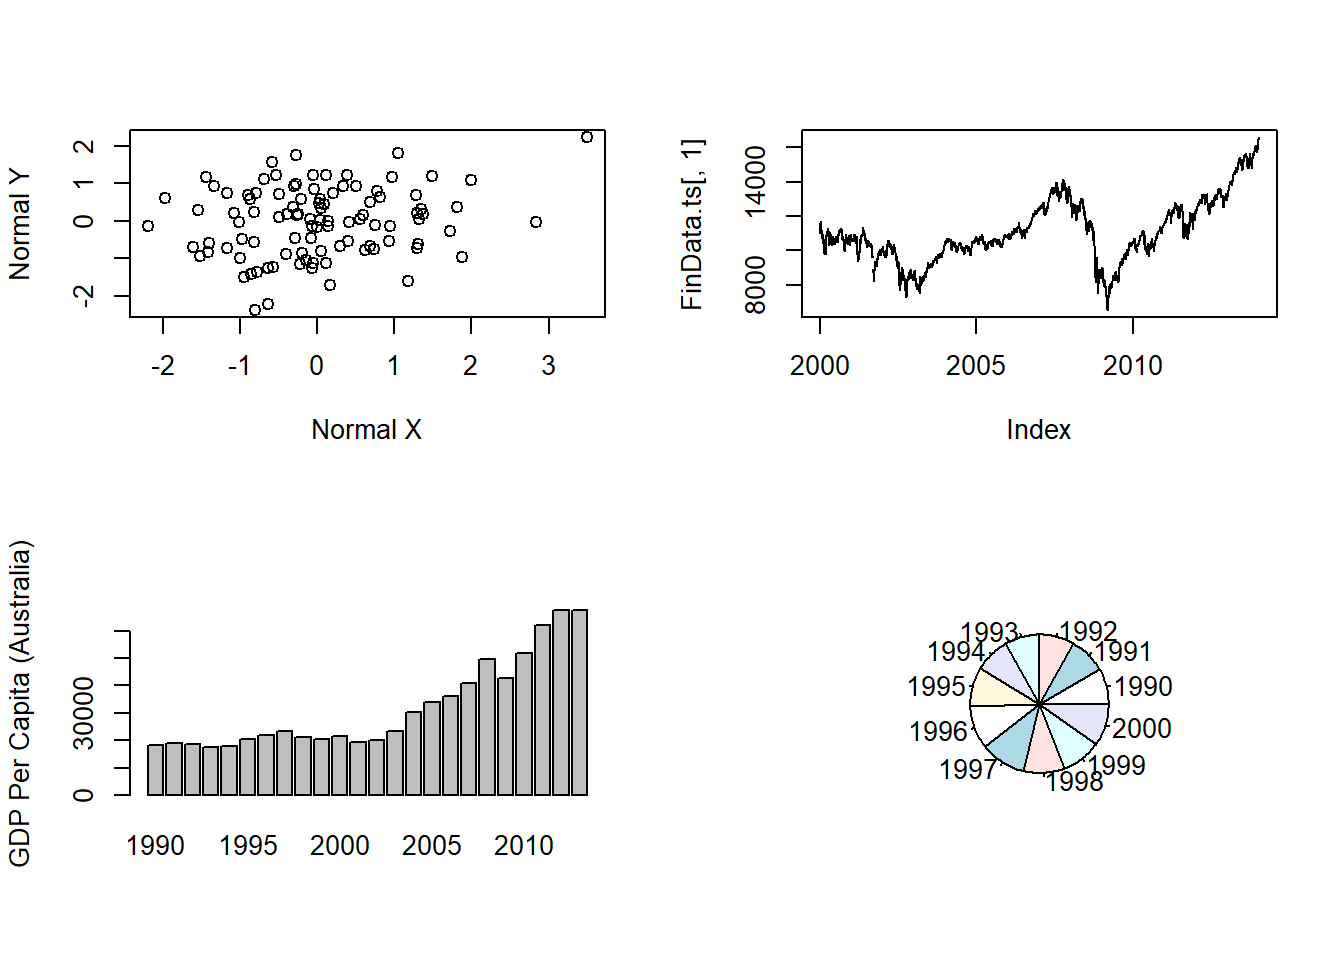 Normal Y
2
1
0
-2
-2 -1 0 1 2 3
Normal X
FinData.ts[, 1]
14000
8000
2000 2005 2010
Index
GDP Per Capita (Australia)
30000
0
1990 1995 2000 2005 2010
1993 1992
1994 1991
1995 1990
1996 2000
1997 1999
1998